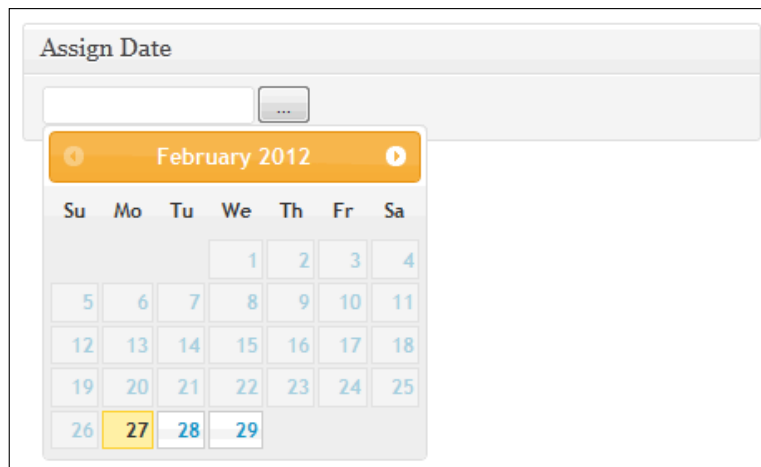 Assign Date
...
February 2012
Su Mo Tu We Th Fr Sa
1 2 3 4
5 6 7 8 9 10 11
12 13 14 15 16 17 18
19 20 21 22 23 24 25
26 27 28 29